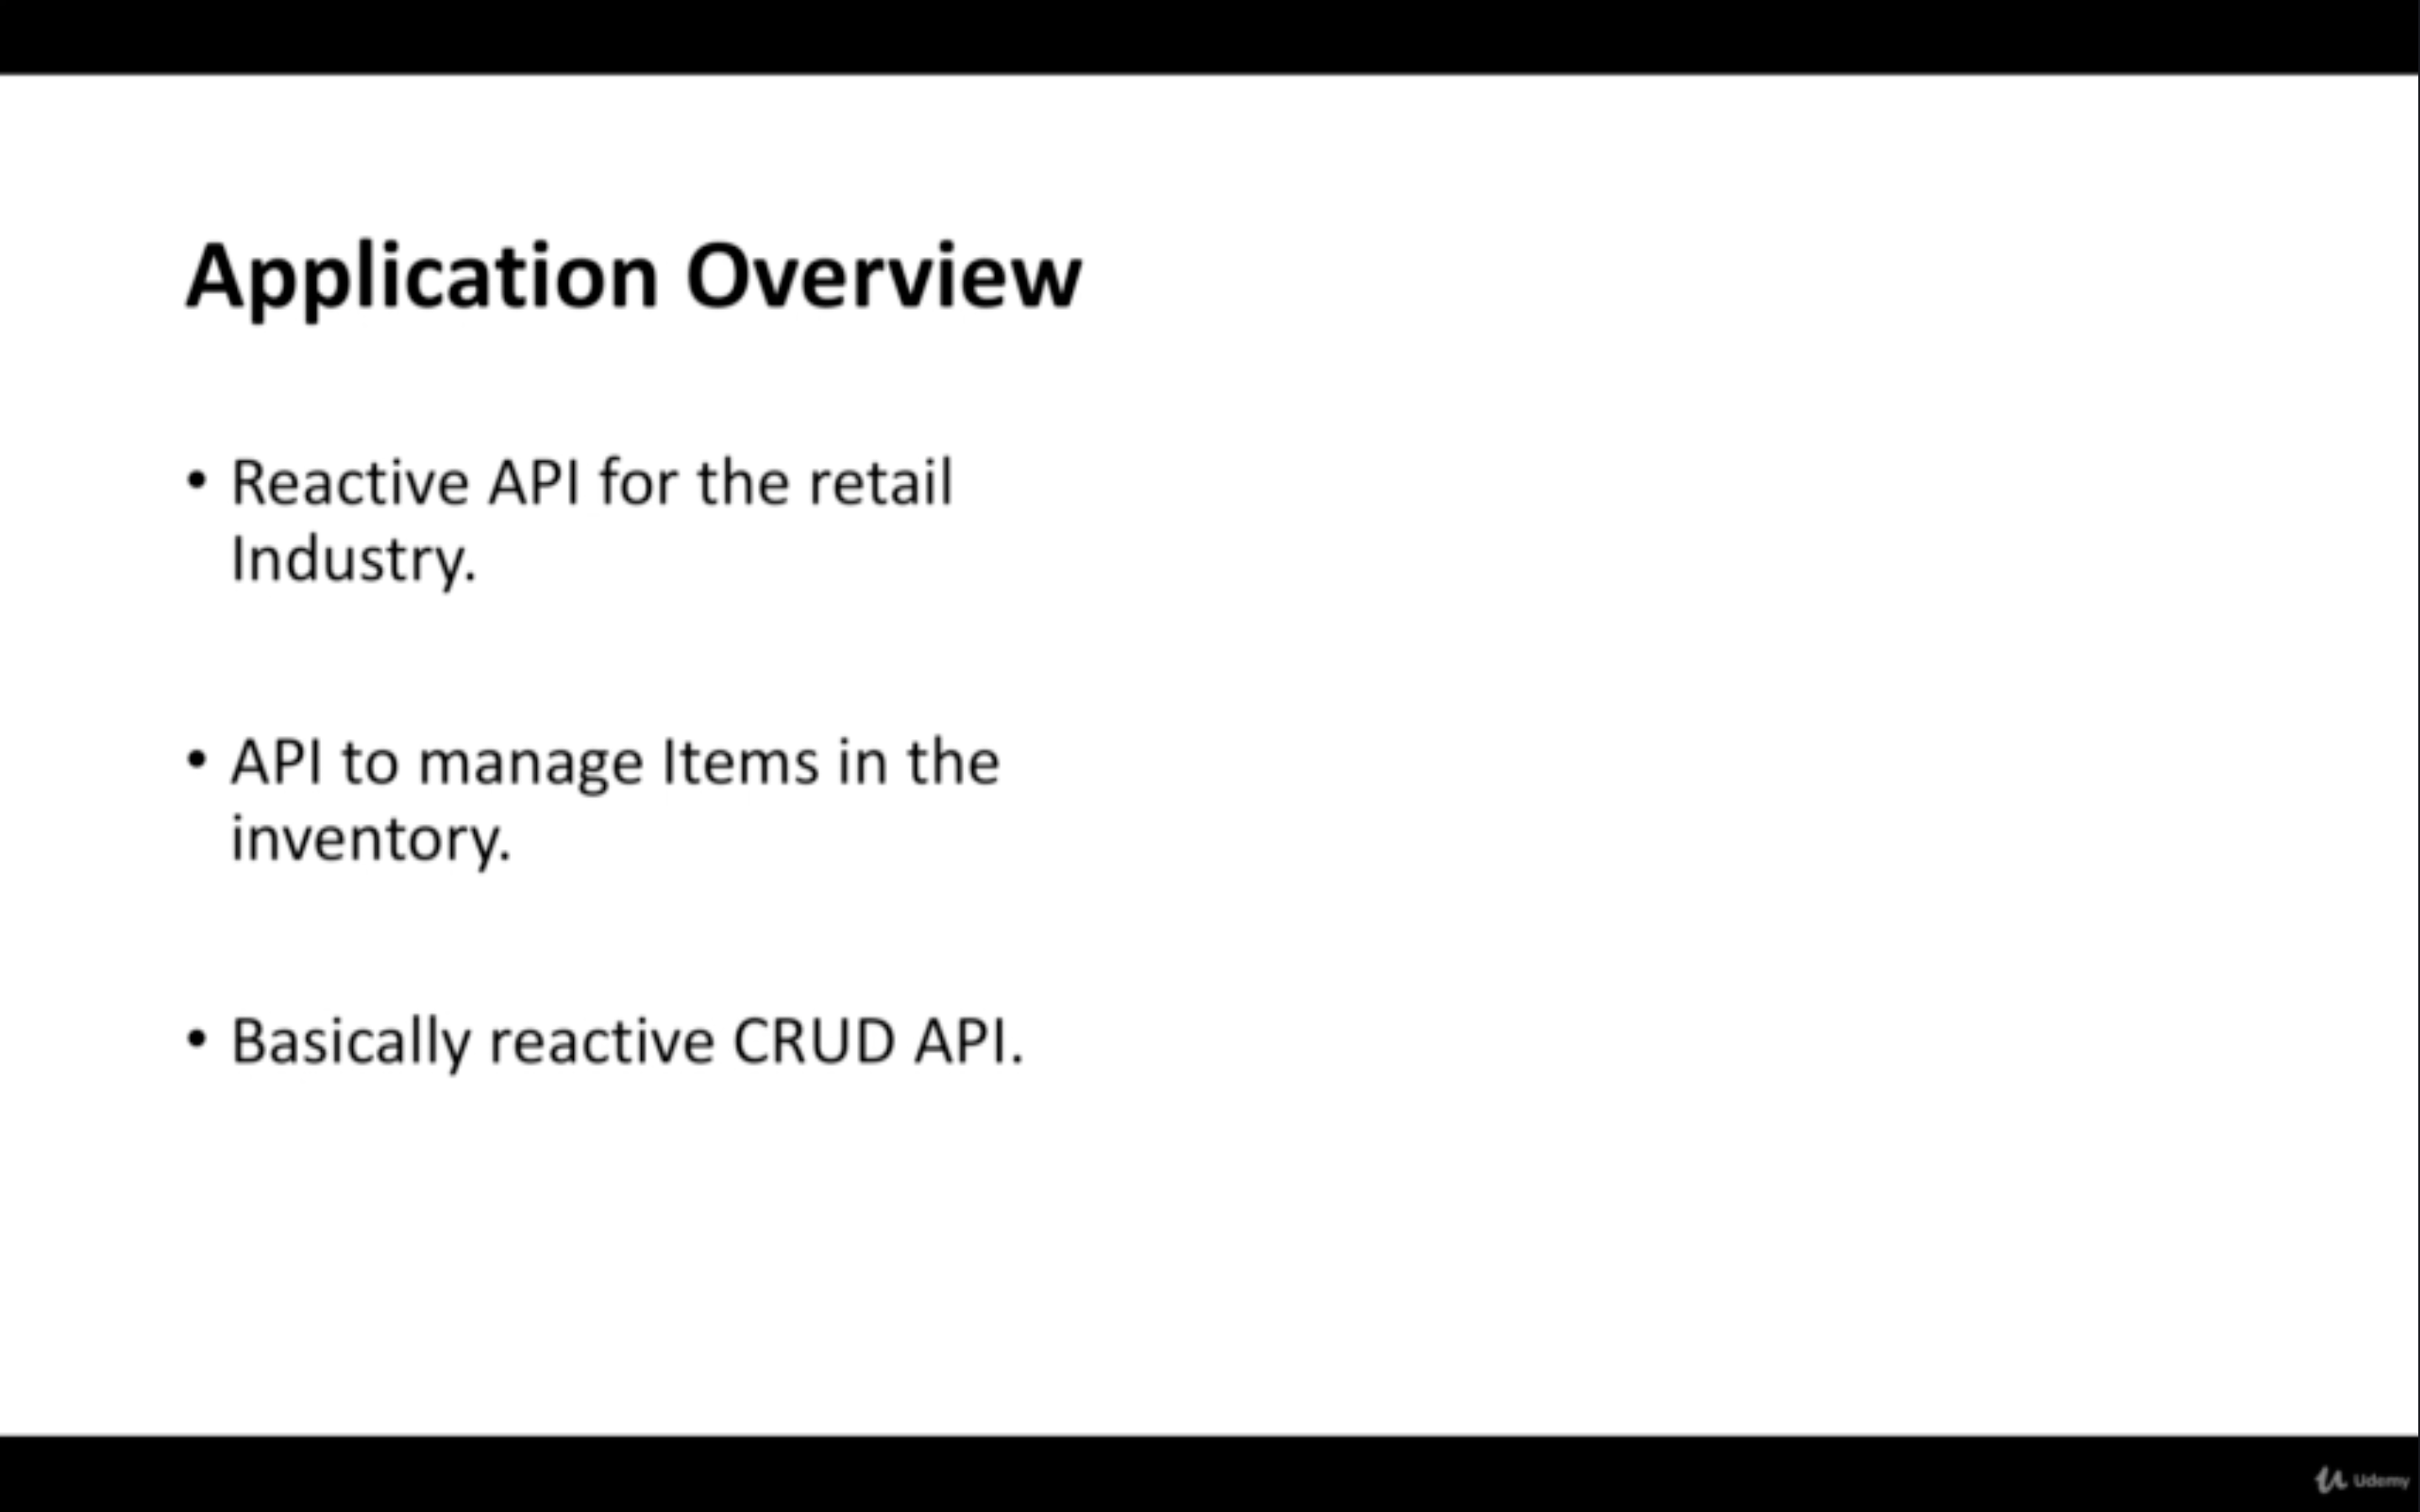 Application Overview
• Reactive API for the retail
Industry.
• API to manage Items in the
inventory.
• Basically reactive CRUD API.
Udemy